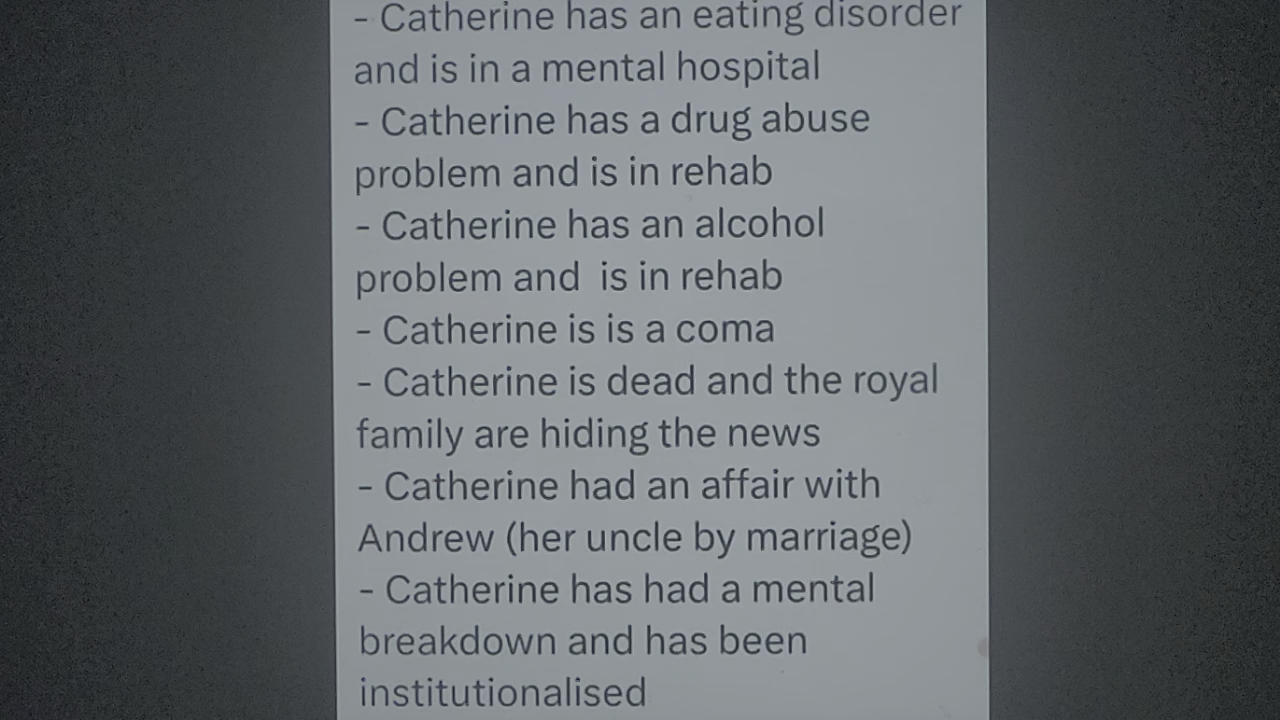 - Catherine has an eating disorder
and is in a mental hospital
- Catherine has a drug abuse
problem and is in rehab
- Catherine has an alcohol
problem and  is in rehab
- Catherine is is a coma
- Catherine is dead and the royal
family are hiding the news
- Catherine had an affair with
Andrew (her uncle by marriage)
- Catherine has had a mental
breakdown and has been
institutionalised